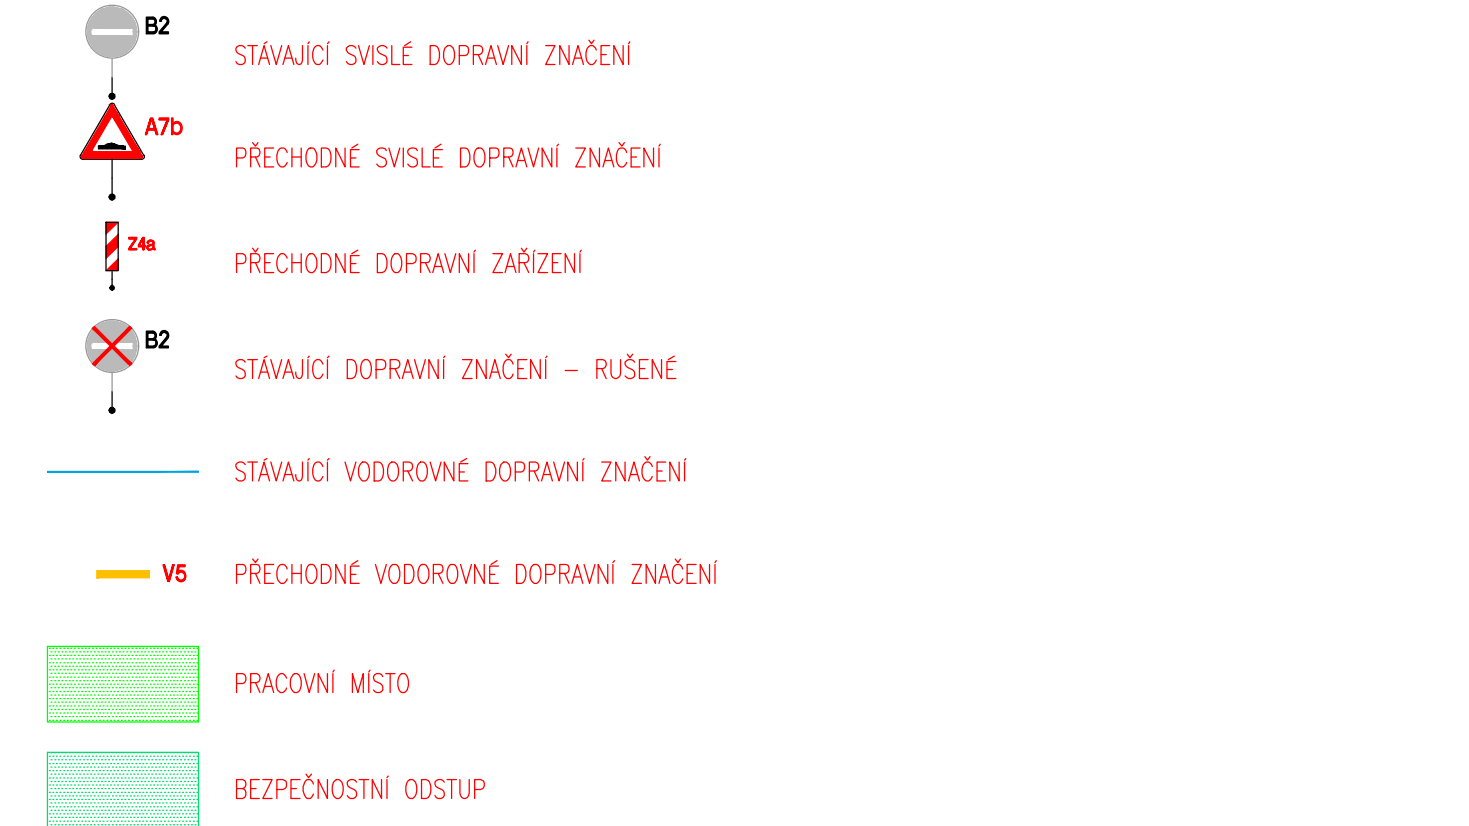 B2
STÁVAJÍCÍ SVISLÉ DOPRAVNÍ ZNAČENÍ
A7b
PŘECHODNÉ SVISLÉ DOPRAVNÍ ZNAČENÍ
Z4a
PŘECHODNÉ DOPRAVNÍ ZAŘÍZENÍ
B2
STÁVAJÍCÍ DOPRAVNÍ ZNAČENÍ – RUŠENÉ
STÁVAJÍCÍ VODOROVNÉ DOPRAVNÍ ZNAČENÍ
V5 PŘECHODNÉ VODOROVNÉ DOPRAVNÍ ZNAČENÍ
PRACOVNÍ MÍSTO
BEZPEČNOSTNÍ ODSTUP